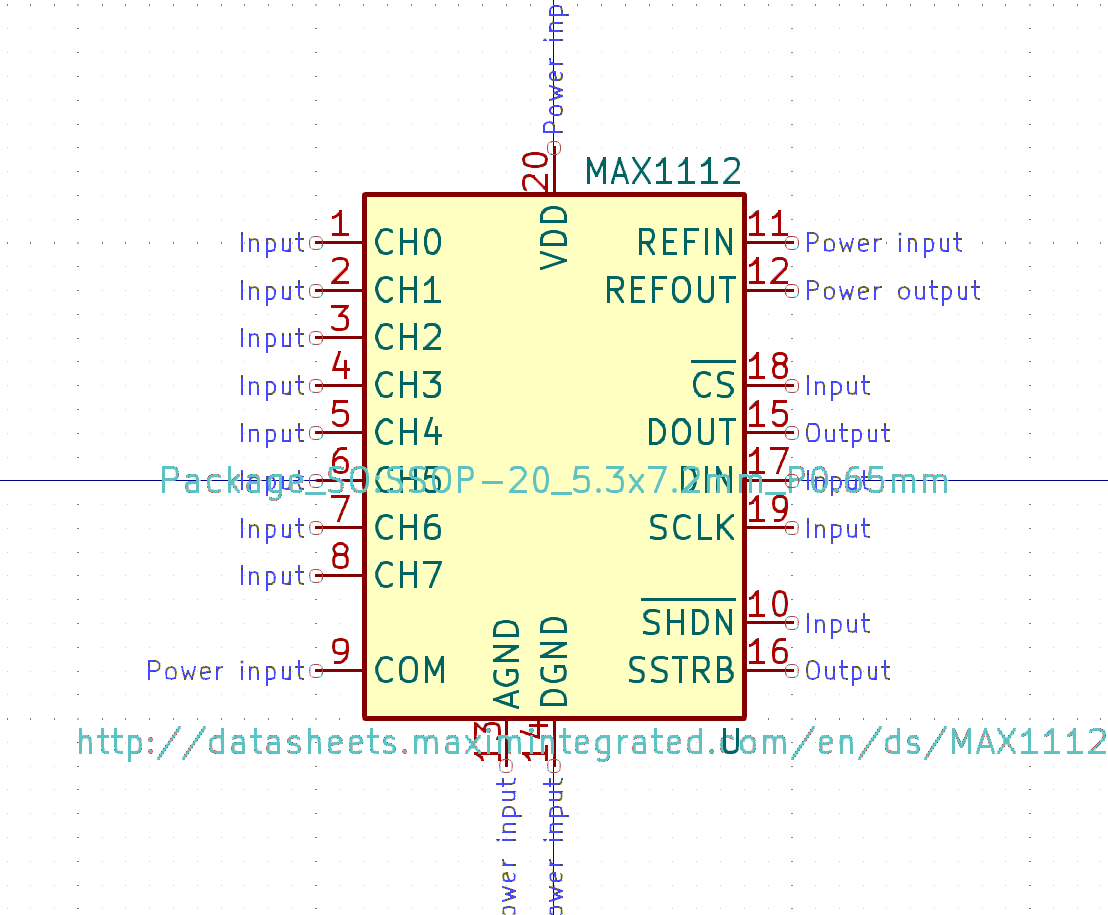 Power inp
20
MAX1112
VDD
Input 1 CH0
REFIN 11 Power input
Input 2 CH1
REFOUT 12 Power output
Input 3 CH2
Input 4 CH3
CS 18 Input
Input 5 CH4
DOUT 15 Output
Input 6 CH5
DIN 17 Input
Package_SO:SSOP-20_5.3x7.2mm_P0.65mm
Input 7 CH6
SCLK 19 Input
Input 8 CH7
SHDN 10 Input
Power input 9 COM
SSTRB 16 Output
AGND
DGND
13
14
U
http://datasheets.maximintegrated.com/en/ds/MAX1112
ower input
ower input